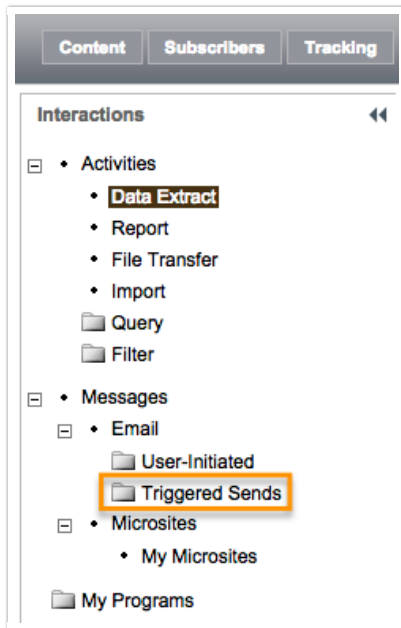 Content Subscribers Tracking
Interactions
Activities
Data Extract
Report
File Transfer
Import
Query
Filter
Messages
Email
User-Initiated
Triggered Sends
Microsites
My Microsites
My Programs